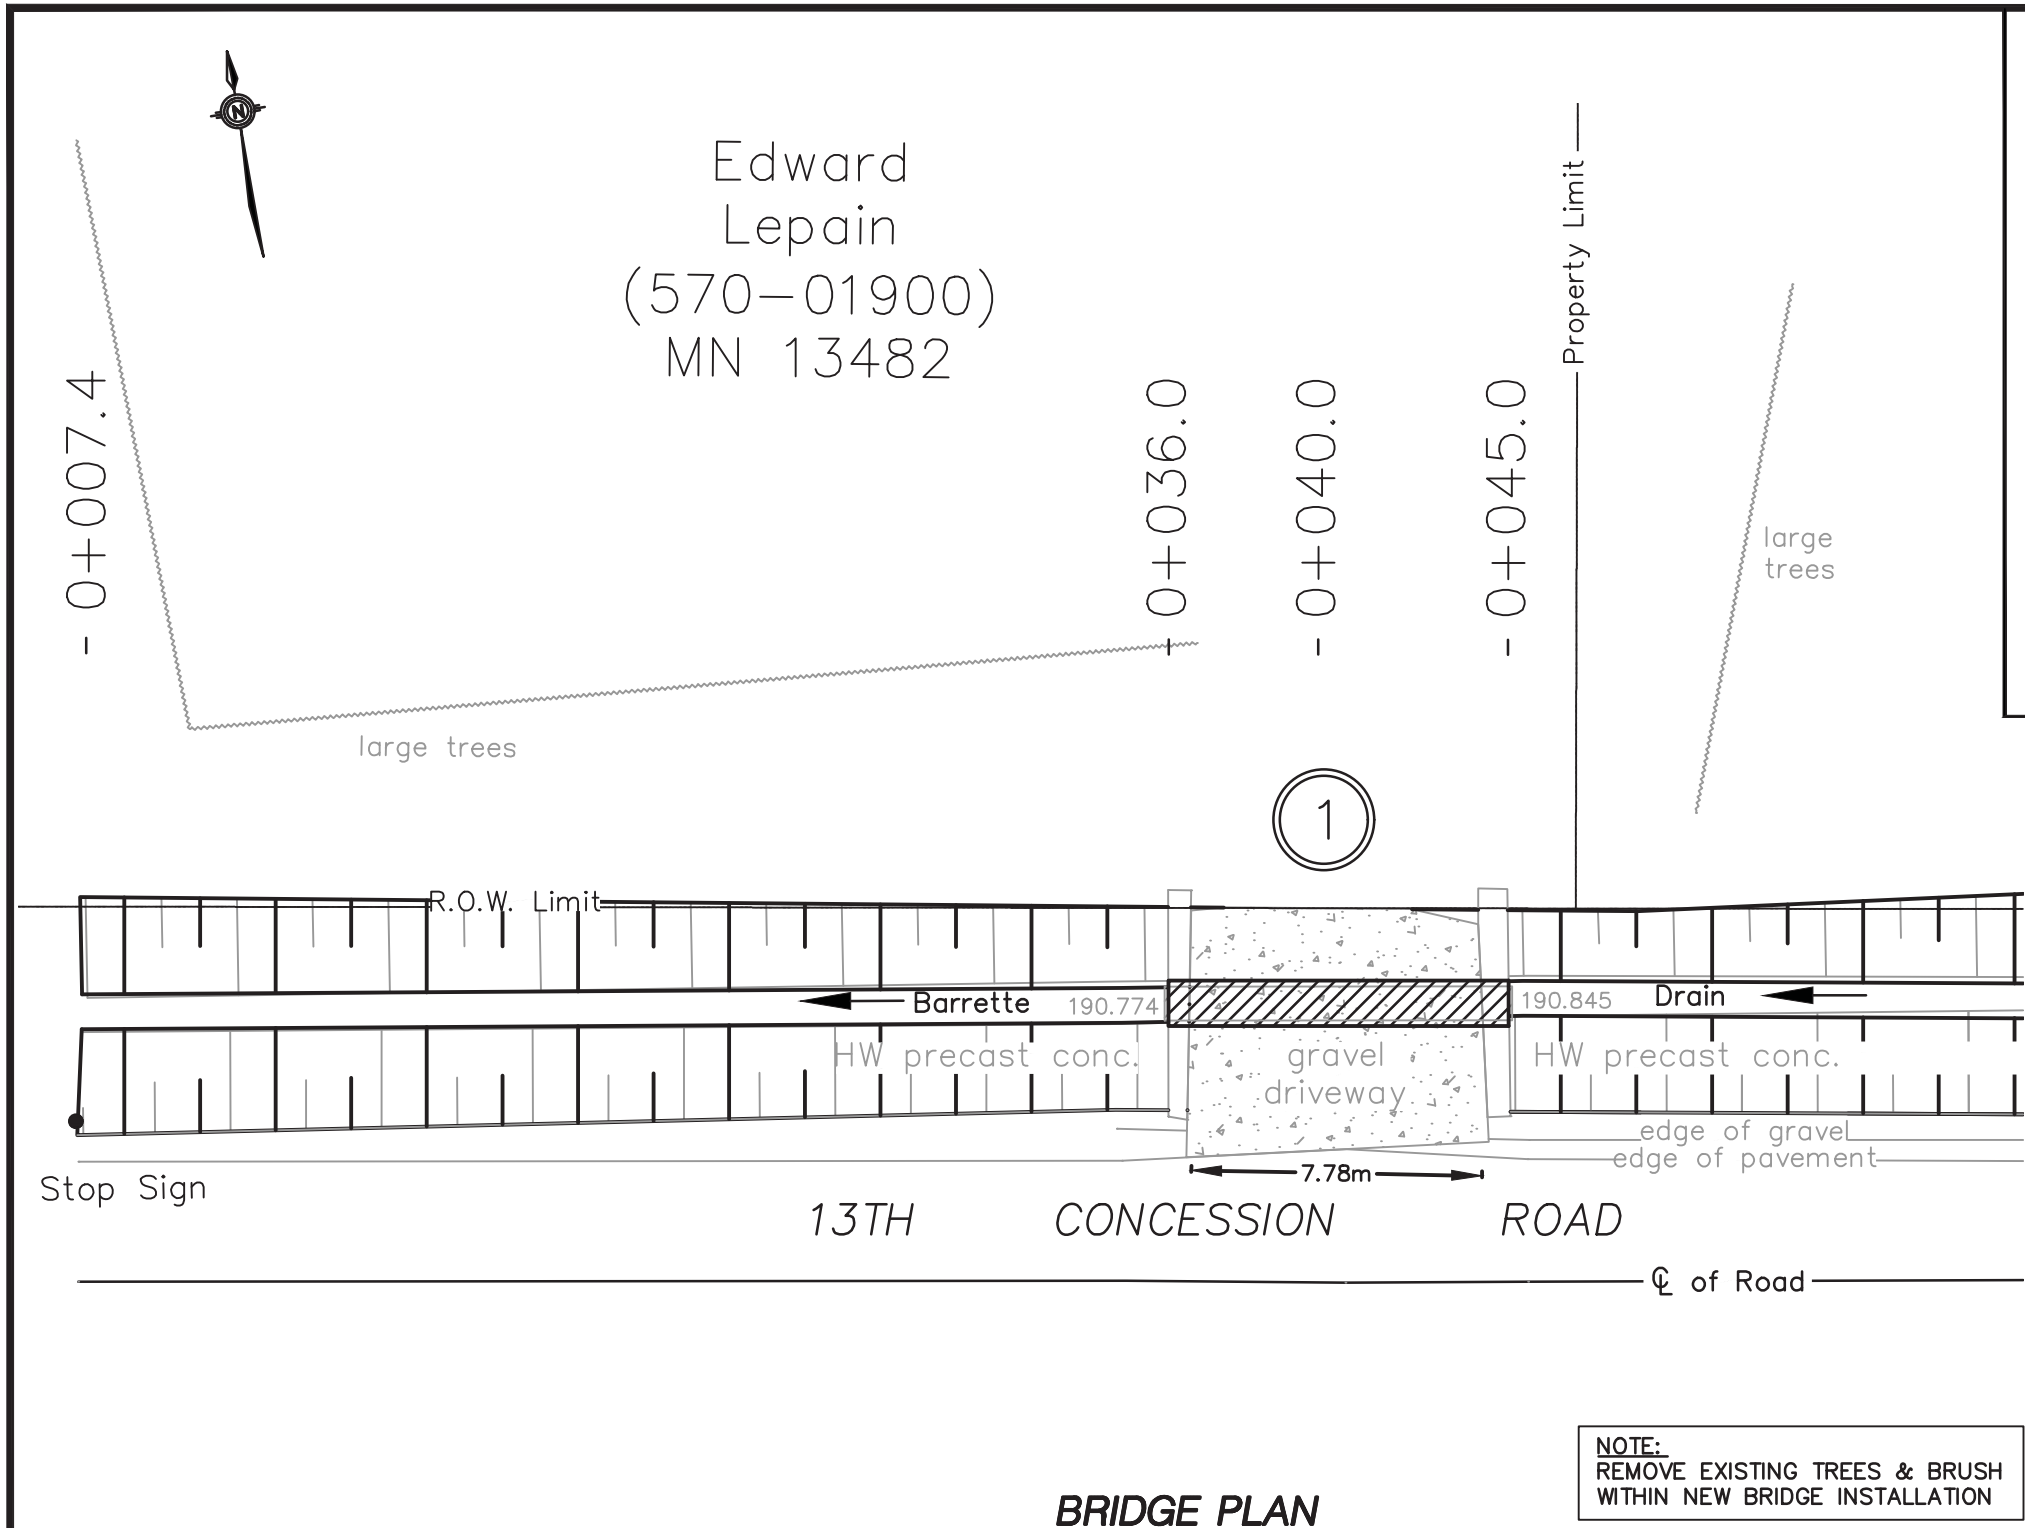 N
Edward
Lepain
(570-01900)
MN 13482
Property Limit
- 0+007.4
- 0+036.0
- 0+040.0
- 0+045.0
large
trees
large trees
1
R.O.W. Limit
Barrette
190.774
190.845
Drain
HW precast conc.
gravel
driveway
HW precast conc.
edge of gravel
edge of pavement
7.78m
Stop Sign
13TH CONCESSION ROAD
℄ of Road
NOTE:
REMOVE EXISTING TREES & BRUSH
WITHIN NEW BRIDGE INSTALLATION
BRIDGE PLAN